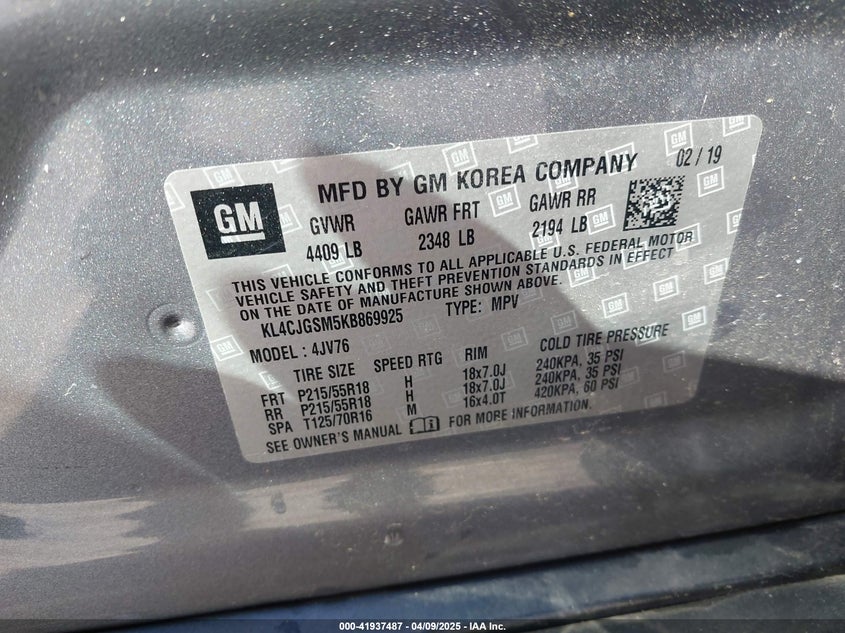 GM
MFD BY GM KOREA COMPANY 02 / 19
GVWR GAWR FRT GAWR RR
4409 LB 2348 LB 2194 LB
THIS VEHICLE CONFORMS TO ALL APPLICABLE U.S. FEDERAL MOTOR
VEHICLE SAFETY AND THEFT PREVENTION STANDARDS IN EFFECT
ON THE DATE OF MANUFACTURE SHOWN ABOVE.
KL4CJGSM5KB869925 TYPE: MPV
MODEL : 4JV76
TIRE SIZE SPEED RTG RIM COLD TIRE PRESSURE
FRT P215/55R18 H 18x7.0J 240KPA, 35 PSI
RR P215/55R18 H 18x7.0J 240KPA, 35 PSI
SPA T125/70R16 M 16x4.0T 420KPA, 60 PSI
SEE OWNER'S MANUAL FOR MORE INFORMATION.
000-41937487 - 04/09/2025 - IAA Inc.